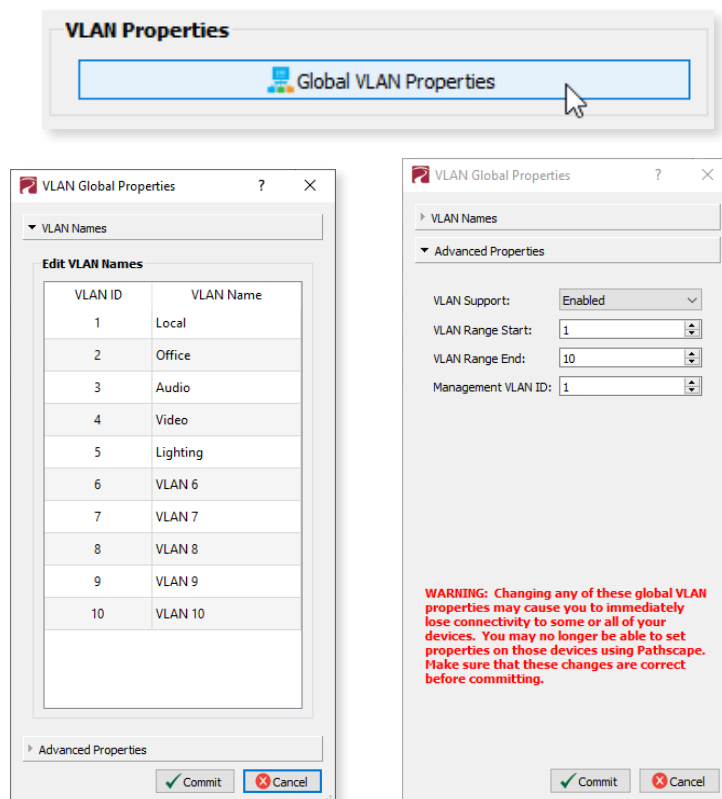 VLAN Properties
Global VLAN Properties
VLAN Global Properties ? ×
VLAN Names
Edit VLAN Names
VLAN ID VLAN Name
1 Local
2 Office
3 Audio
4 Video
5 Lighting
6 VLAN 6
7 VLAN 7
8 VLAN 8
9 VLAN 9
10 VLAN 10
Advanced Properties
Commit Cancel
VLAN Global Properties ? ×
VLAN Names
Advanced Properties
VLAN Support: Enabled
VLAN Range Start: 1
VLAN Range End: 10
Management VLAN ID: 1
WARNING: Changing any of these global VLAN
properties may cause you to immediately
lose connectivity to some or all of your
devices. You may no longer be able to set
properties on those devices using Pathscape.
Make sure that these changes are correct
before committing.
Commit Cancel